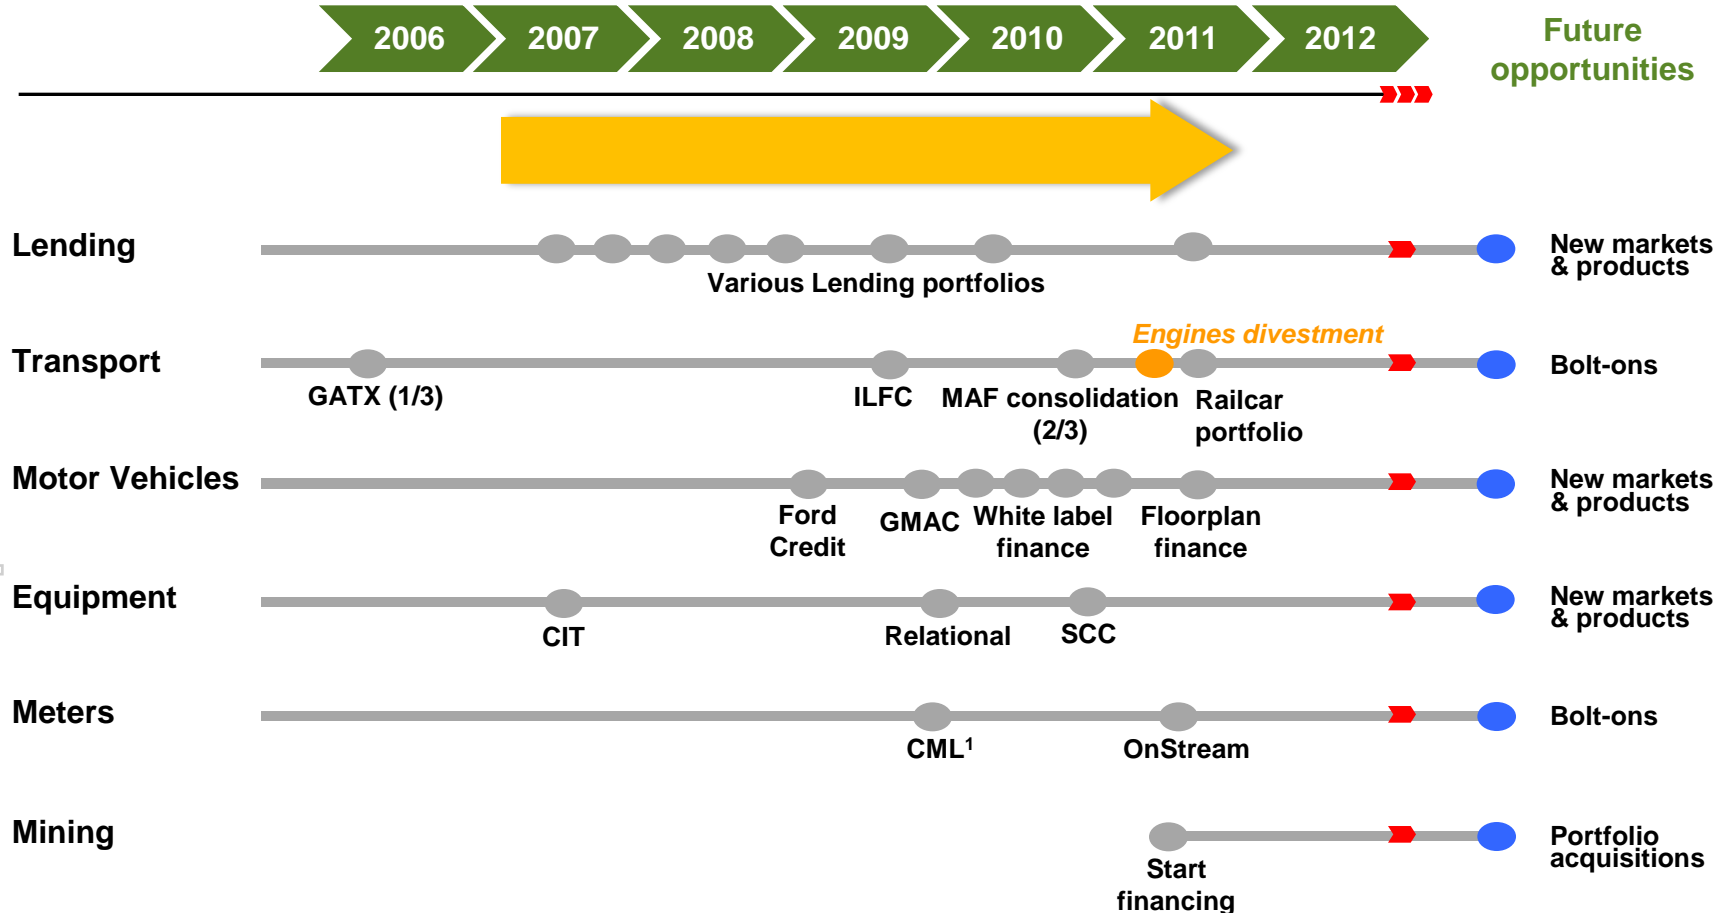 2006 2007 2008 2009 2010 2011 2012
Future
opportunities
Lending
Various Lending portfolios
New markets
& products
Engines divestment
Transport
GATX (1/3)
ILFC
MAF consolidation
(2/3)
Railcar
portfolio
Bolt-ons
Motor Vehicles
Ford
Credit
GMAC
White label
finance
Floorplan
finance
New markets
& products
Equipment
CIT
Relational
SCC
New markets
& products
Meters
CML¹
OnStream
Bolt-ons
Mining
Start
financing
Portfolio
acquisitions